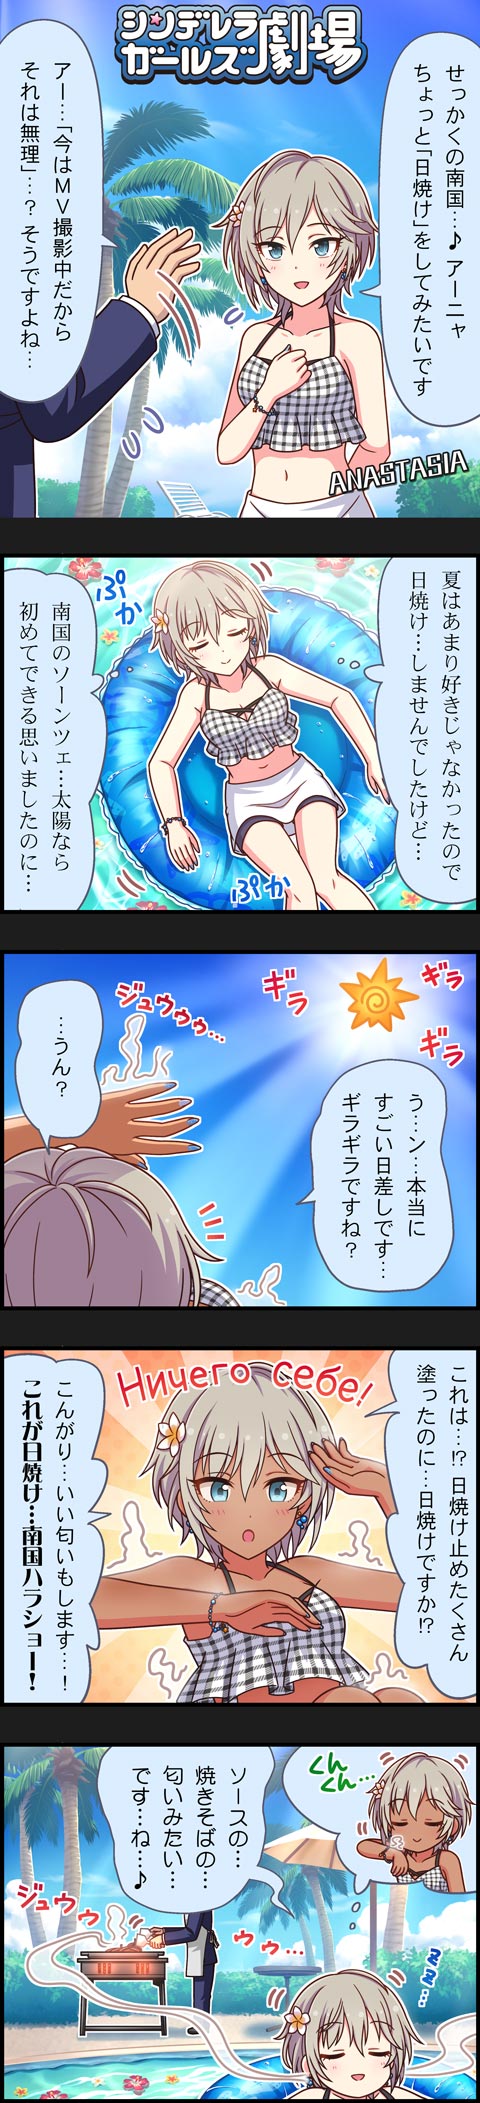 シンデレラ
ガールズ劇場
せっかくの南国…♪アーニャ
ちょっと「日焼け」をしてみたいです
アー…「今はMV撮影中だから
それは無理」…?そうですよね…
ANASTASIA
夏はあまり好きじゃなかったので
日焼け…しませんでしたけど…
ぷか
ぷか
南国のソーンツェ…太陽なら
初めてできる思いましたのに…
ギラ
ギラ
ギラ
う…ン…本当に
すごい日差しです…
ギラギラですね?
ジュウゥゥ…
…うん?
Ничего себе!
これは…!?日焼け止めたくさん
塗ったのに…日焼けですか!?
こんがり…いい匂いもします…!
これが日焼け…南国ハラショー!
くん
くん…
ソースの…
焼きそばの…
匂いみたい…
です…ね…♪
ジュウゥ
ゥゥ…
ZZ…